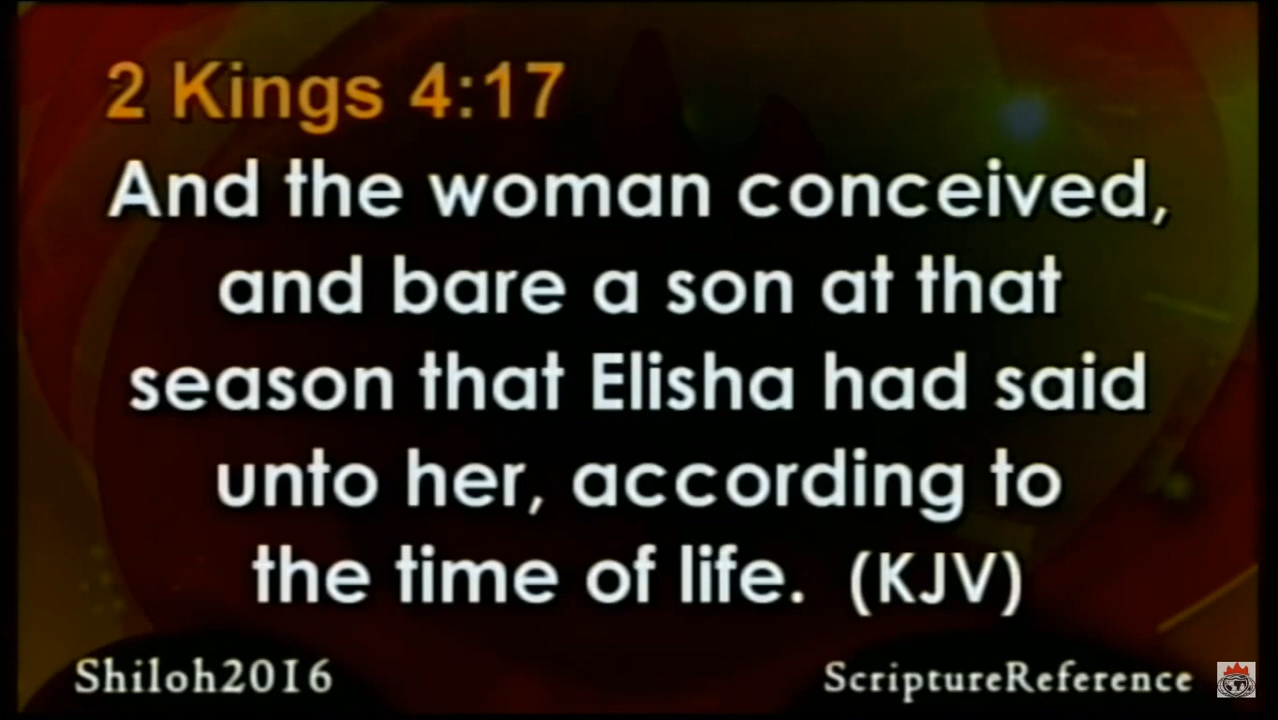 2 Kings 4:17
And the woman conceived,
and bare a son at that
season that Elisha had said
unto her, according to
the time of life. (KJV)
Shiloh2016
ScriptureReference